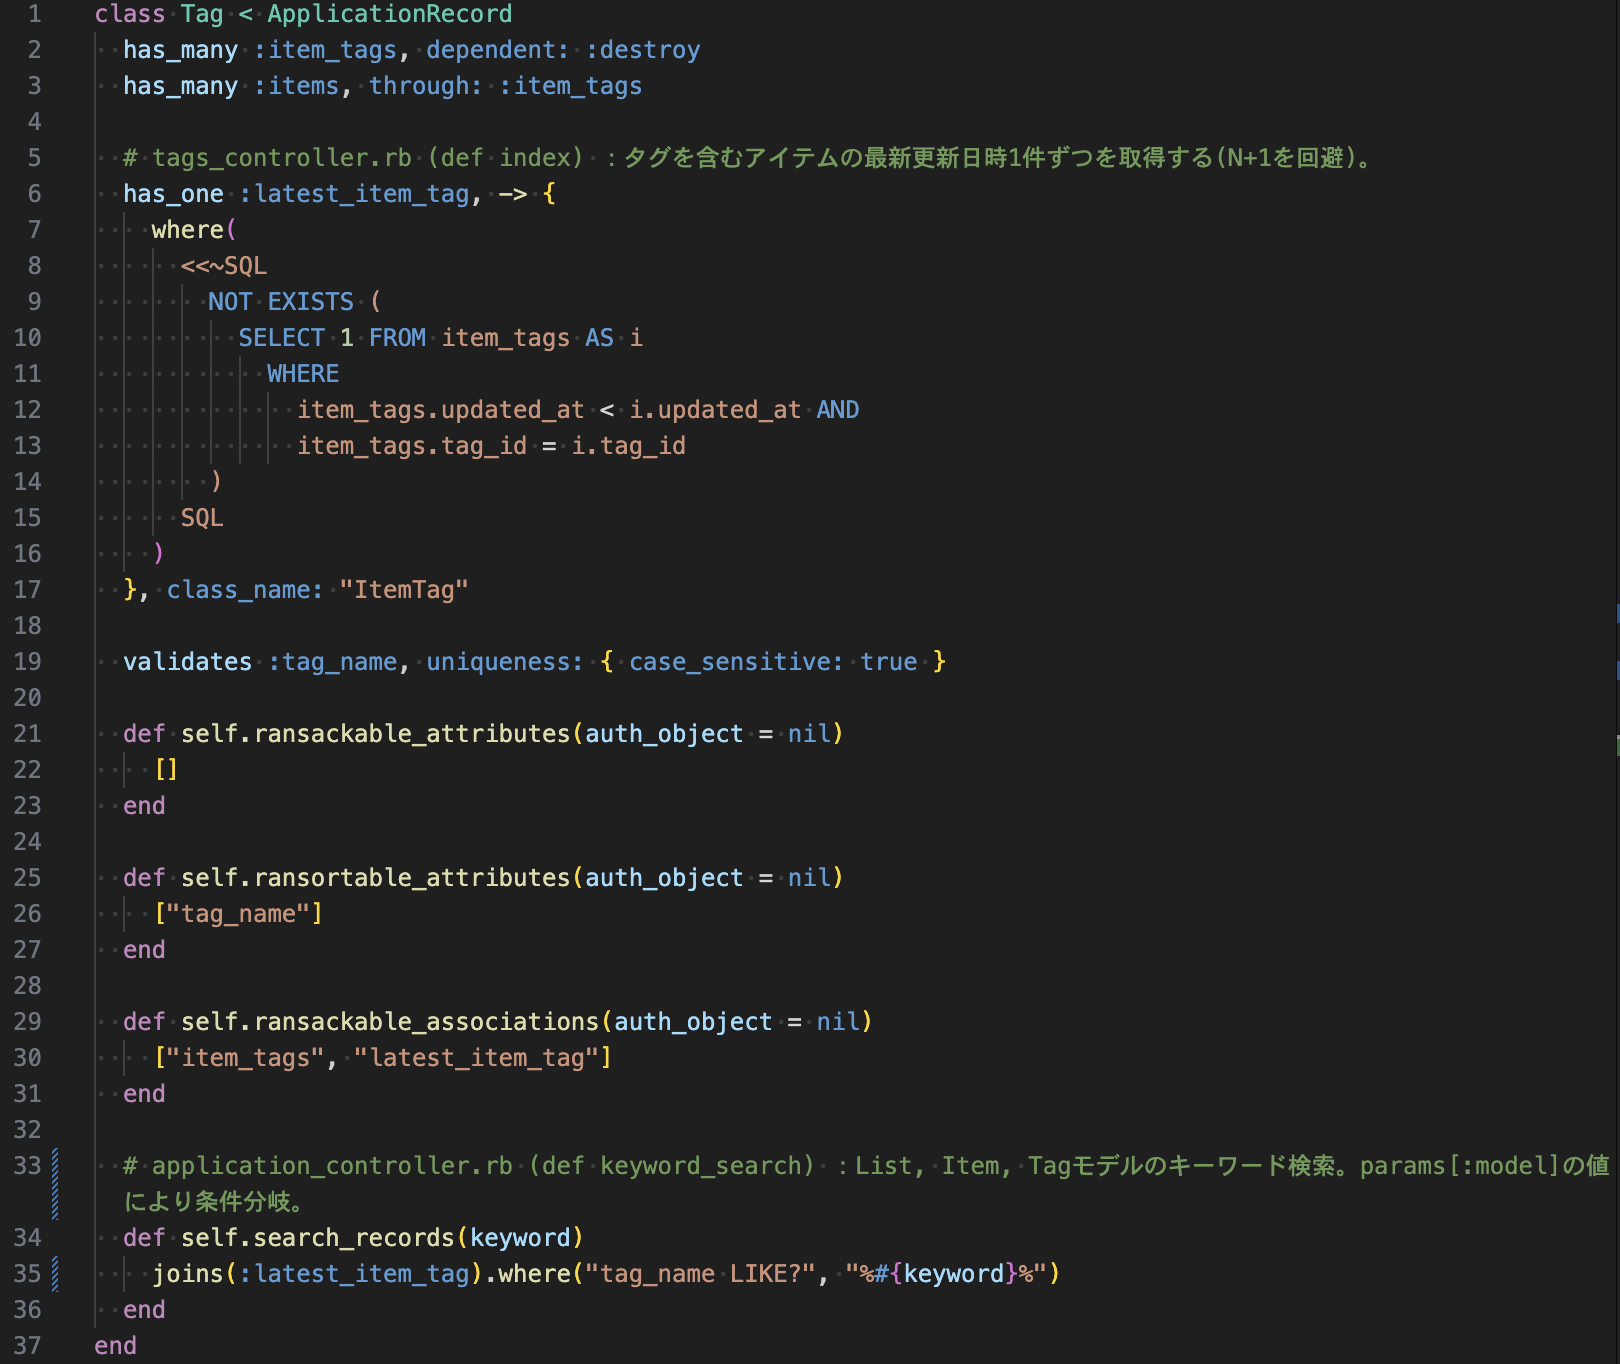 1 class Tag < ApplicationRecord
2   has_many :item_tags, dependent: :destroy
3   has_many :items, through: :item_tags
4
5   # tags_controller.rb (def index) ：タグを含むアイテムの最新更新日時1件ずつを取得する(N+1を回避)。
6   has_one :latest_item_tag, -> {
7     where(
8       <<~SQL
9         NOT EXISTS (
10           SELECT 1 FROM item_tags AS i
11             WHERE
12               item_tags.updated_at < i.updated_at AND
13               item_tags.tag_id = i.tag_id
14         )
15       SQL
16     )
17   }, class_name: "ItemTag"
18
19   validates :tag_name, uniqueness: { case_sensitive: true }
20
21   def self.ransackable_attributes(auth_object = nil)
22     []
23   end
24
25   def self.ransortable_attributes(auth_object = nil)
26     ["tag_name"]
27   end
28
29   def self.ransackable_associations(auth_object = nil)
30     ["item_tags", "latest_item_tag"]
31   end
32
33   # application_controller.rb (def keyword_search) ：List, Item, Tagモデルのキーワード検索。params[:model]の値
により条件分岐。
34   def self.search_records(keyword)
35     joins(:latest_item_tag).where("tag_name LIKE?", "%#{keyword}%")
36   end
37 end